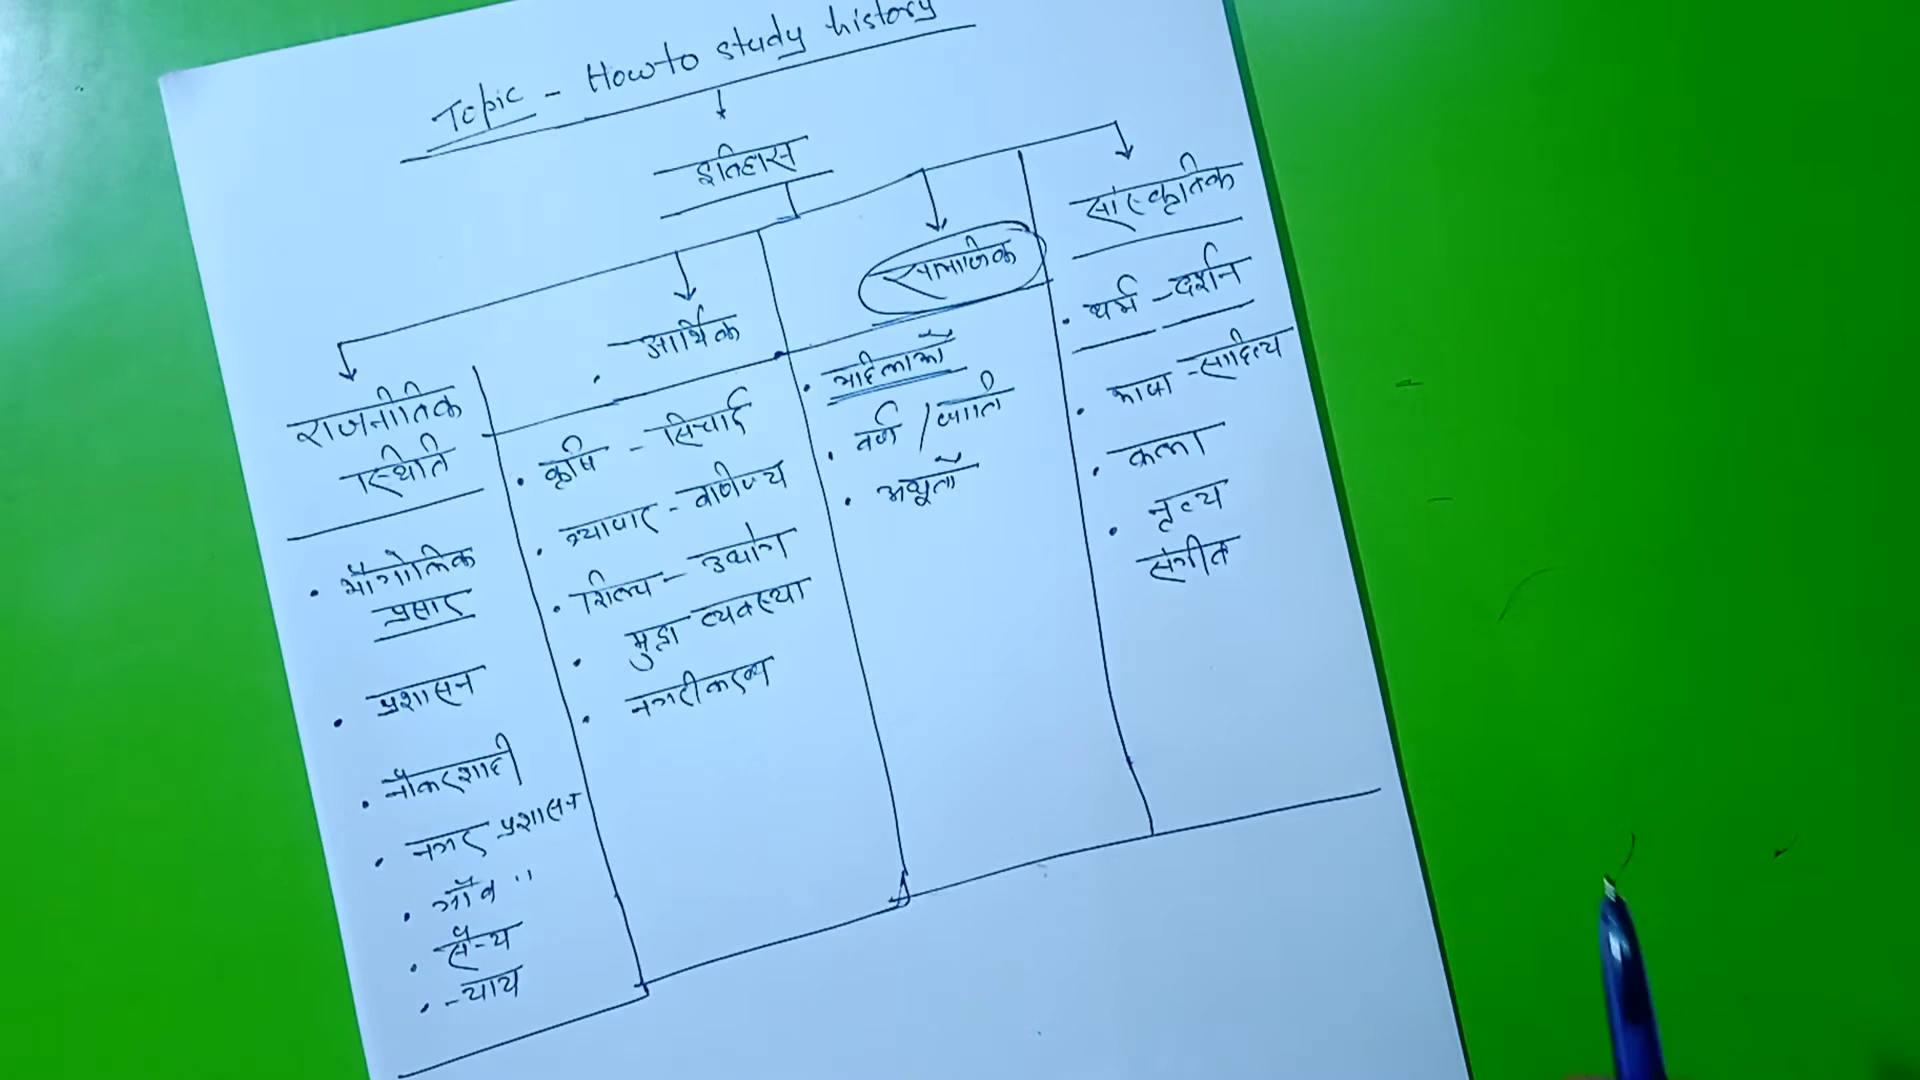 Topic - How to study history
इतिहास
राजनीतिक
स्थिति
• भौगोलिक
प्रसार
• प्रशासन
• नौकरशाही
• नगर प्रशासन
• गाँव "
• सैन्य
• न्याय
• आर्थिक
• कृषि - सिंचाई
• व्यापार - वाणिज्य
• शिल्प - उद्योग
• मुद्रा व्यवस्था
• नगरीकरण
सामाजिक
• महिलाओं
• वर्ण / जाति
• अछूतों
सांस्कृतिक
• धर्म - दर्शन
• भाषा - साहित्य
• कला
• नृत्य
संगीत